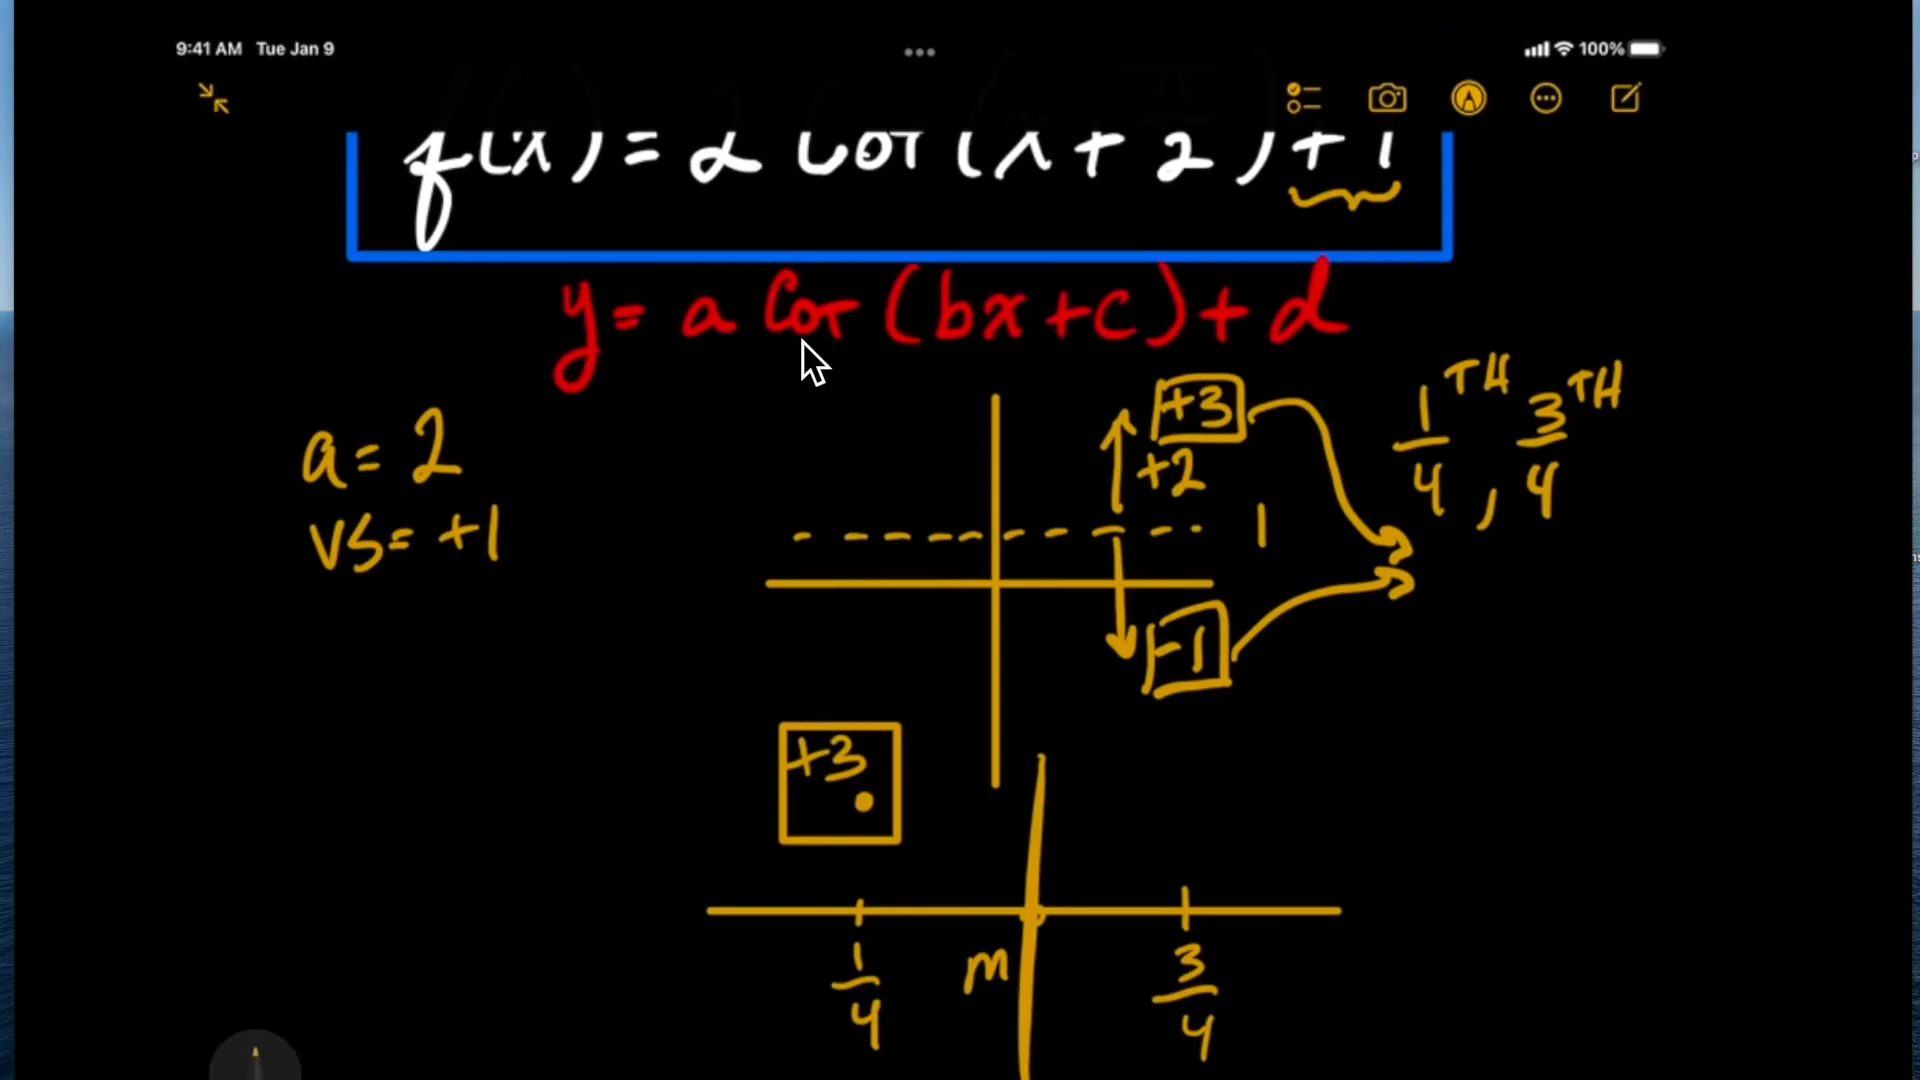 9:41 AM Tue Jan 9
100%
f(x) = 2 Cot (x + 2) + 1
y = a Cot (bx + c) + d
a = 2
VS = +1
+3
+2
1
-1
1/4 TH, 3/4 TH
+3
1/4
m
3/4